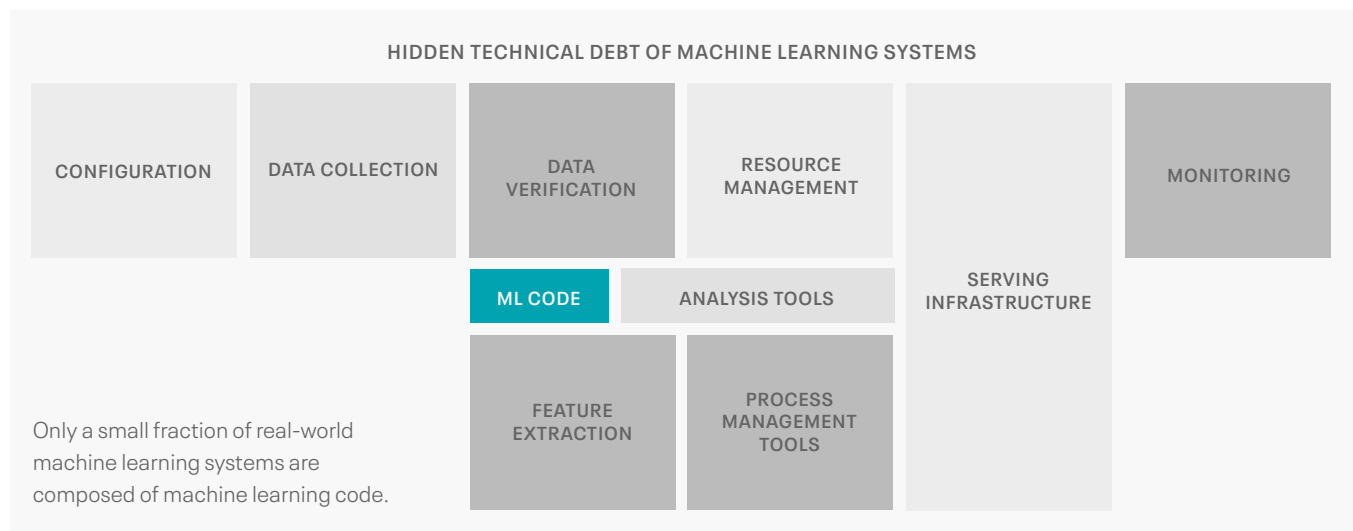 HIDDEN TECHNICAL DEBT OF MACHINE LEARNING SYSTEMS
CONFIGURATION
DATA COLLECTION
DATA
VERIFICATION
RESOURCE
MANAGEMENT
SERVING
INFRASTRUCTURE
MONITORING
ML CODE
ANALYSIS TOOLS
FEATURE
EXTRACTION
PROCESS
MANAGEMENT
TOOLS
Only a small fraction of real-world
machine learning systems are
composed of machine learning code.